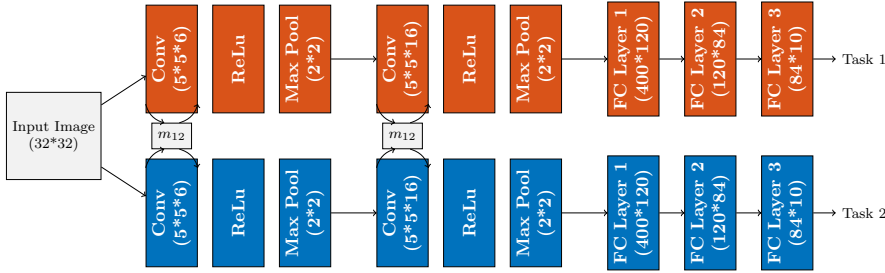 Conv
(5*5*6)
ReLu
Max Pool
(2*2)
Conv
(5*5*16)
ReLu
Max Pool
(2*2)
FC Layer 1
(400*120)
FC Layer 2
(120*84)
FC Layer 3
(84*10)
Task 1
Input Image
(32*32)
m12
m12
Conv
(5*5*6)
ReLu
Max Pool
(2*2)
Conv
(5*5*16)
ReLu
Max Pool
(2*2)
FC Layer 1
(400*120)
FC Layer 2
(120*84)
FC Layer 3
(84*10)
Task 2